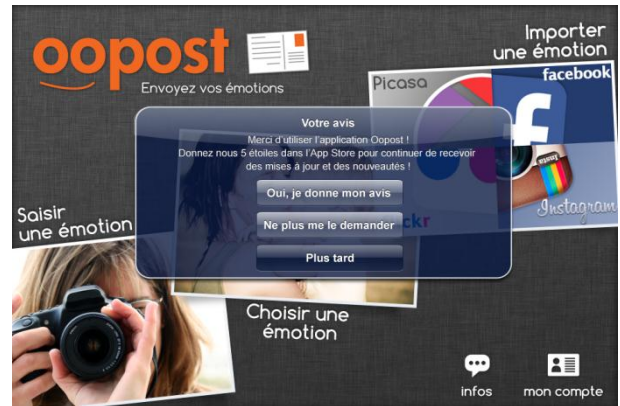 oopost
Envoyez vos émotions
Importer
une émotion
Picasa
facebook
Votre avis
Merci d'utiliser l'application Oopost !
Donnez nous 5 étoiles dans l'App Store pour continuer de recevoir
des mises à jour et des nouveautés !
Oui, je donne mon avis
Ne plus me le demander
Plus tard
Insta
Instagram
kr
Saisir
une émotion
Choisir une
émotion
infos
mon compte